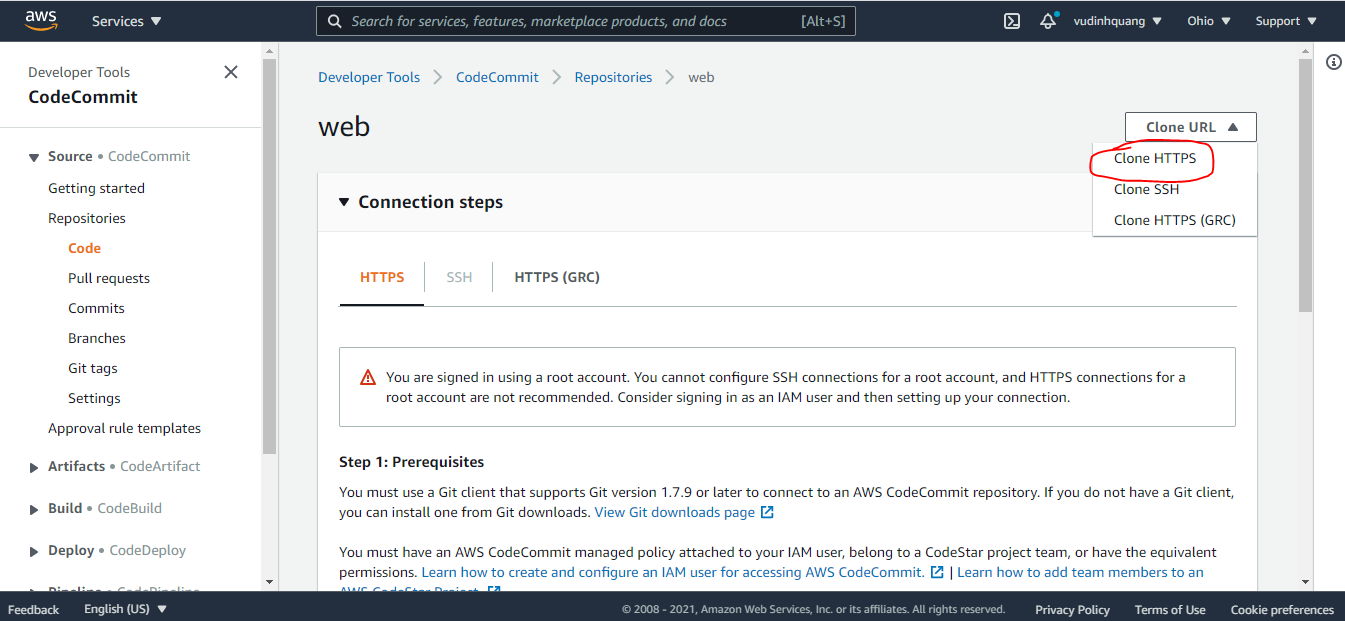 aws Services Search for services, features, marketplace products, and docs [Alt+S] vudinhquang Ohio Support
Developer Tools
CodeCommit
Source • CodeCommit
Getting started
Repositories
Code
Pull requests
Commits
Branches
Git tags
Settings
Approval rule templates
Artifacts • CodeArtifact
Build • CodeBuild
Deploy • CodeDeploy
Pipeline • CodePipeline
Developer Tools CodeCommit Repositories web
web
Clone URL
Clone HTTPS
Clone SSH
Clone HTTPS (GRC)
Connection steps
HTTPS SSH HTTPS (GRC)
You are signed in using a root account. You cannot configure SSH connections for a root account, and HTTPS connections for a
root account are not recommended. Consider signing in as an IAM user and then setting up your connection.
Step 1: Prerequisites
You must use a Git client that supports Git version 1.7.9 or later to connect to an AWS CodeCommit repository. If you do not have a Git client,
you can install one from Git downloads. View Git downloads page
You must have an AWS CodeCommit managed policy attached to your IAM user, belong to a CodeStar project team, or have the equivalent
permissions. Learn how to create and configure an IAM user for accessing AWS CodeCommit. | Learn how to add team members to an
AWS CodeStar Project.
Feedback English (US) © 2008 - 2021, Amazon Web Services, Inc. or its affiliates. All rights reserved. Privacy Policy Terms of Use Cookie preferences